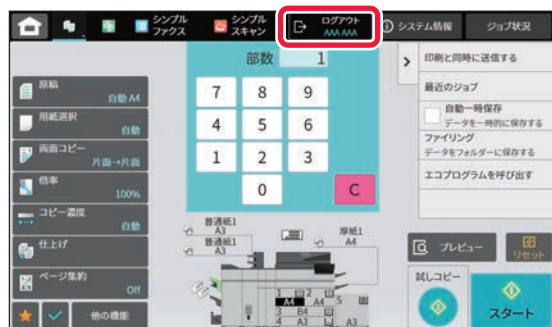 シンプル
ファクス
シンプル
スキャン
ログアウト
AAA AAA
システム情報
ジョブ状況
部数 1
原稿
自動 A4
用紙選択
自動
両面コピー
片面→片面
倍率
100%
コピー濃度
自動
仕上げ
ページ集約
Off
他の機能
7 8 9
4 5 6
1 2 3
0 C
普通紙1
A3
普通紙1
A3
厚紙1
A4
1 2
A4 A4 5
3 B4
4 A3 A3
印刷と同時に送信する
最近のジョブ
自動一時保存
データを一時的に保存する
ファイリング
データをフォルダーに保存する
エコプログラムを呼び出す
プレビュー
リセット
試しコピー
スタート